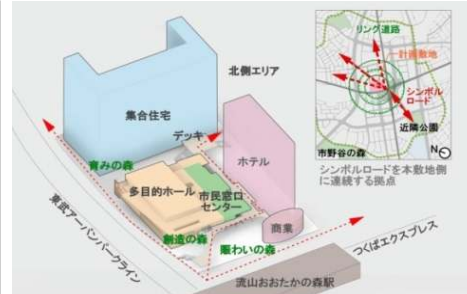 北側エリア
集合住宅
デッキ
育みの森
ホテル
多目的ホール
市民窓口
センター
創造の森
商業
賑わいの森
東武アーバンパークライン
つくばエクスプレス
流山おおたかの森駅
リング道路
計画敷地
シンボル
ロード
近隣公園
市野谷の森
N
シンボルロードを本敷地側
に連続する拠点